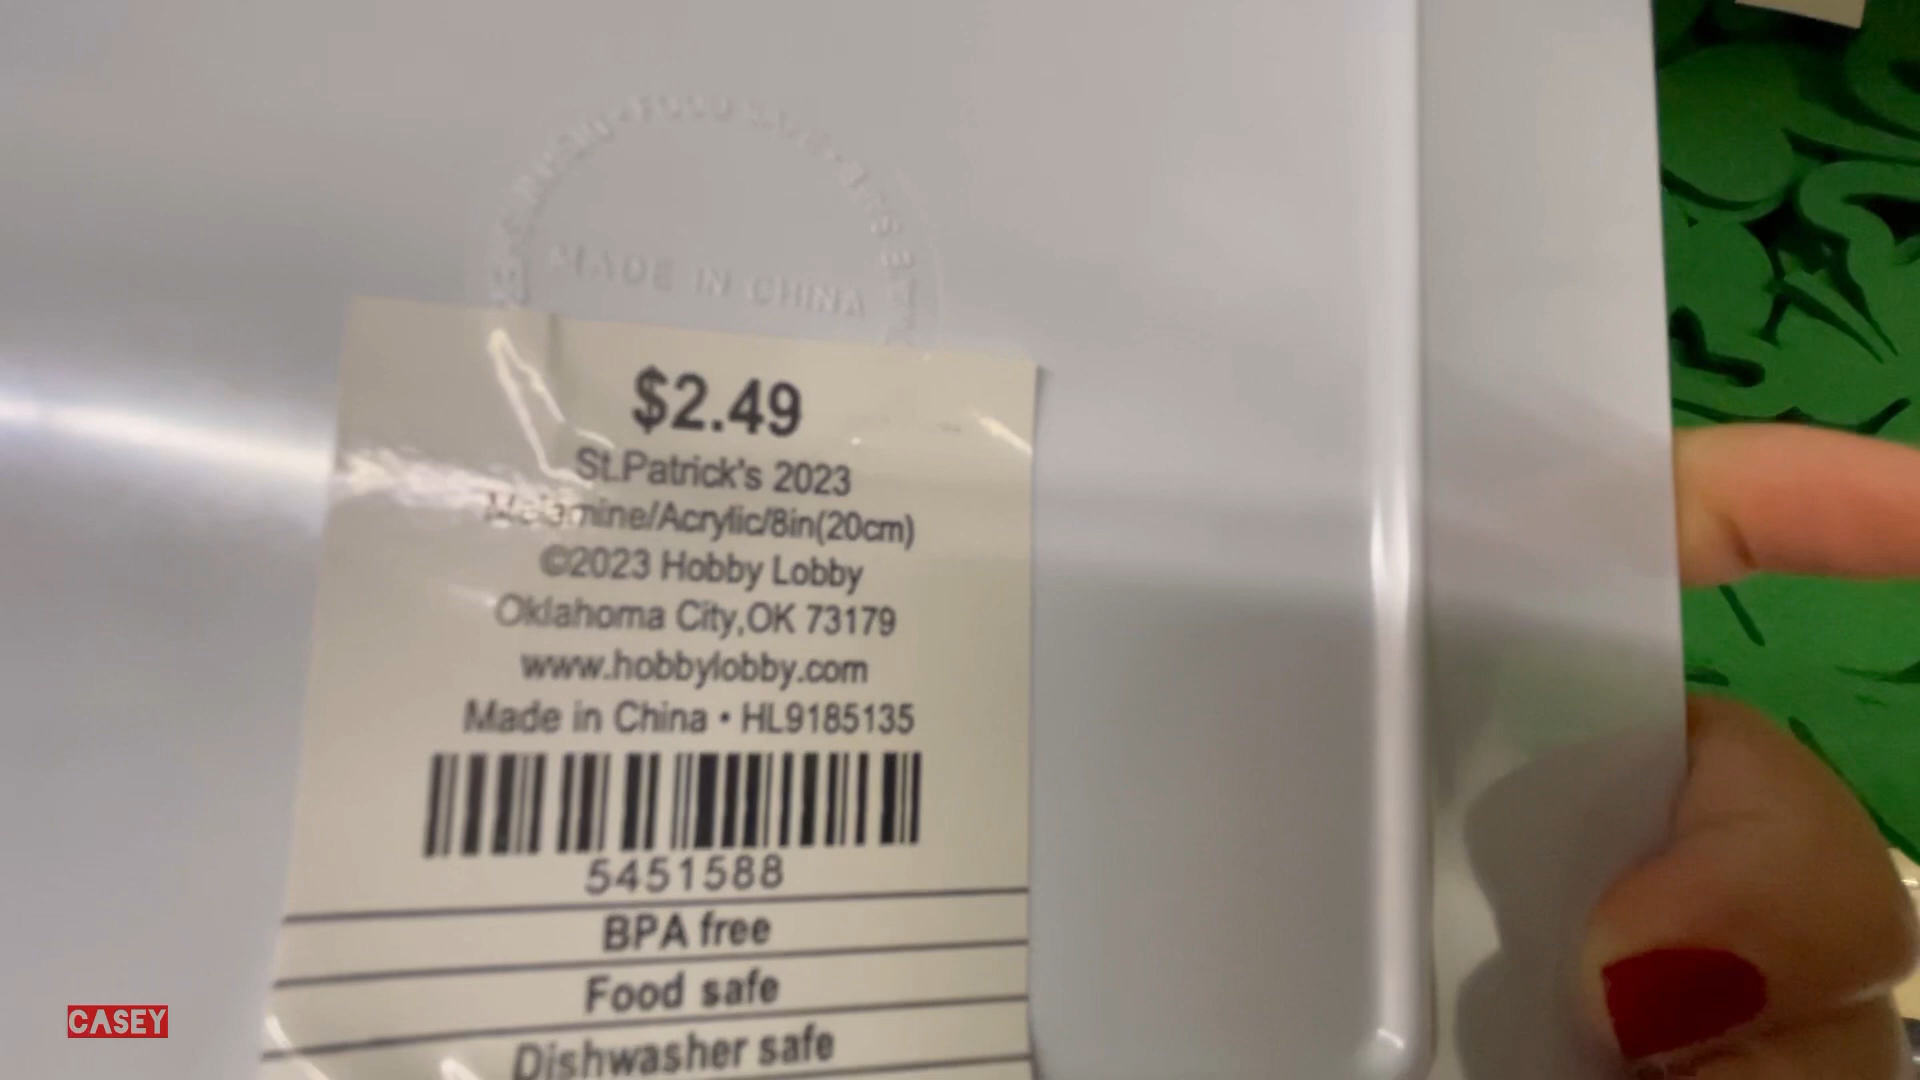 MADE IN CHINA
$2.49
St.Patrick's 2023
Melamine/Acrylic/8in(20cm)
©2023 Hobby Lobby
Oklahoma City,OK 73179
www.hobbylobby.com
Made in China • HL9185135
5451588
BPA free
Food safe
Dishwasher safe
CASEY